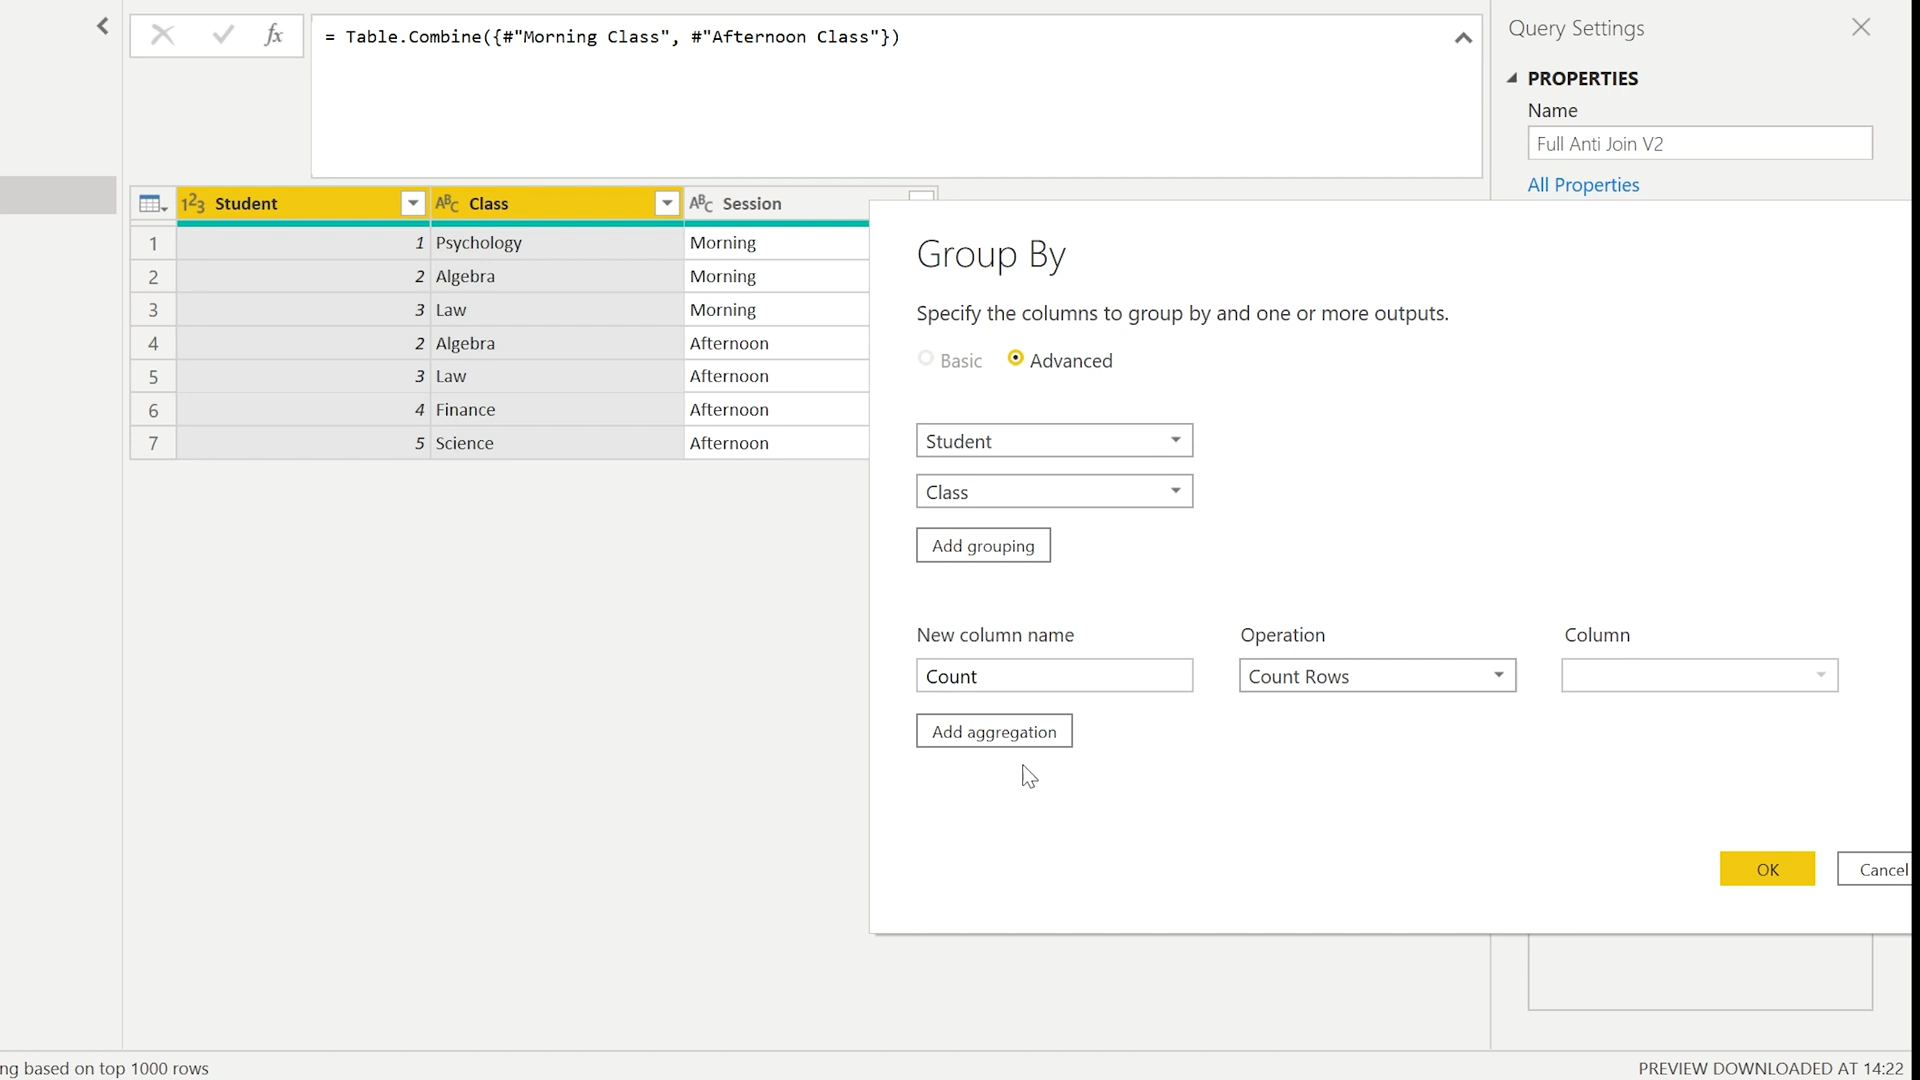 fx
= Table.Combine({#"Morning Class", #"Afternoon Class"})
Query Settings
PROPERTIES
Name
Full Anti Join V2
All Properties
123 Student ABC Class ABC Session
1 1 Psychology Morning
2 2 Algebra Morning
3 3 Law Morning
4 2 Algebra Afternoon
5 3 Law Afternoon
6 4 Finance Afternoon
7 5 Science Afternoon
Group By
Specify the columns to group by and one or more outputs.
Basic Advanced
Student
Class
Add grouping
New column name Operation Column
Count Count Rows
Add aggregation
OK Cancel
ng based on top 1000 rows
PREVIEW DOWNLOADED AT 14:22